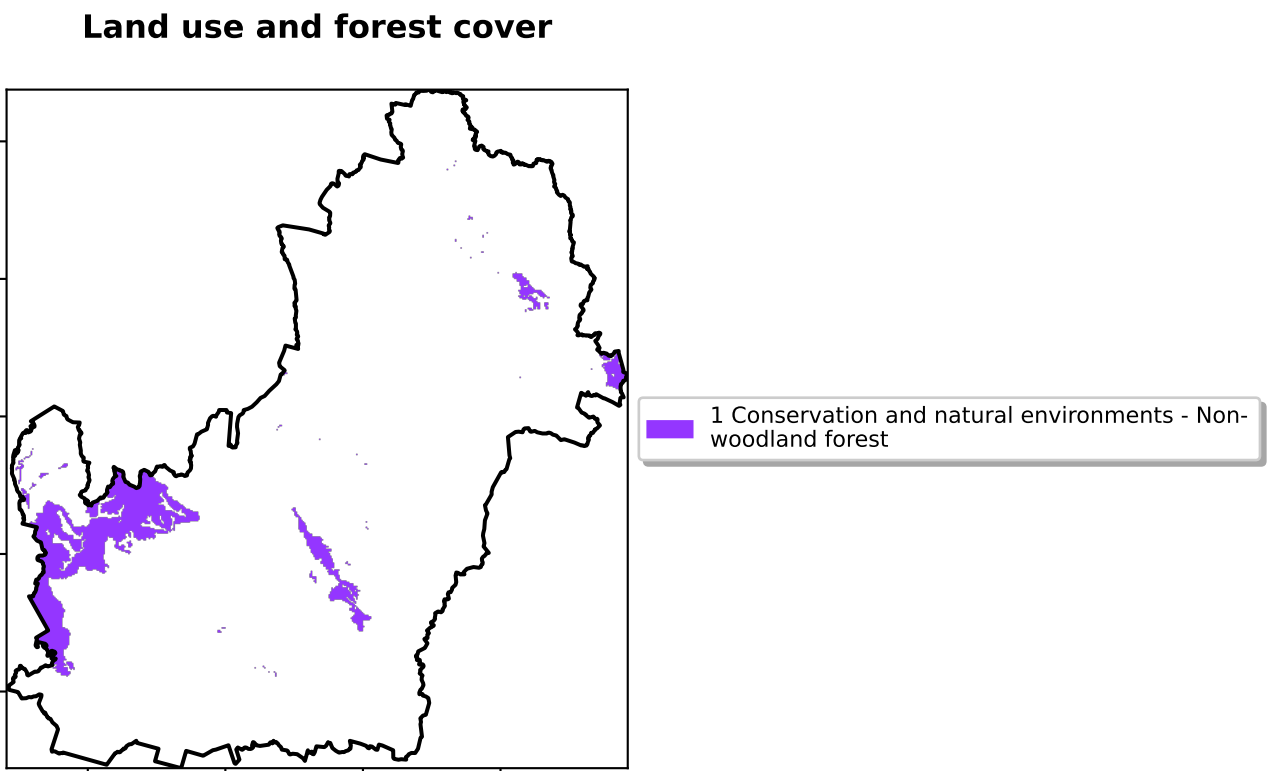 Land use and forest cover
1 Conservation and natural environments - Non-
woodland forest